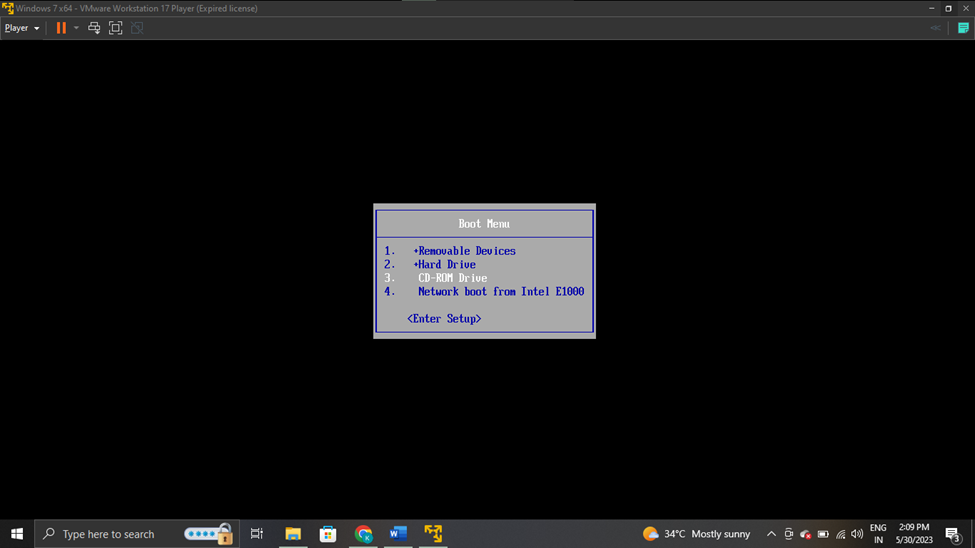 Windows 7 x64 - VMware Workstation 17 Player (Expired license)
Player
Boot Menu
1. +Removable Devices
2. +Hard Drive
3. CD-ROM Drive
4. Network boot from Intel E1000
<Enter Setup>
Type here to search
34°C Mostly sunny
ENG
IN
2:09 PM
5/30/2023
3